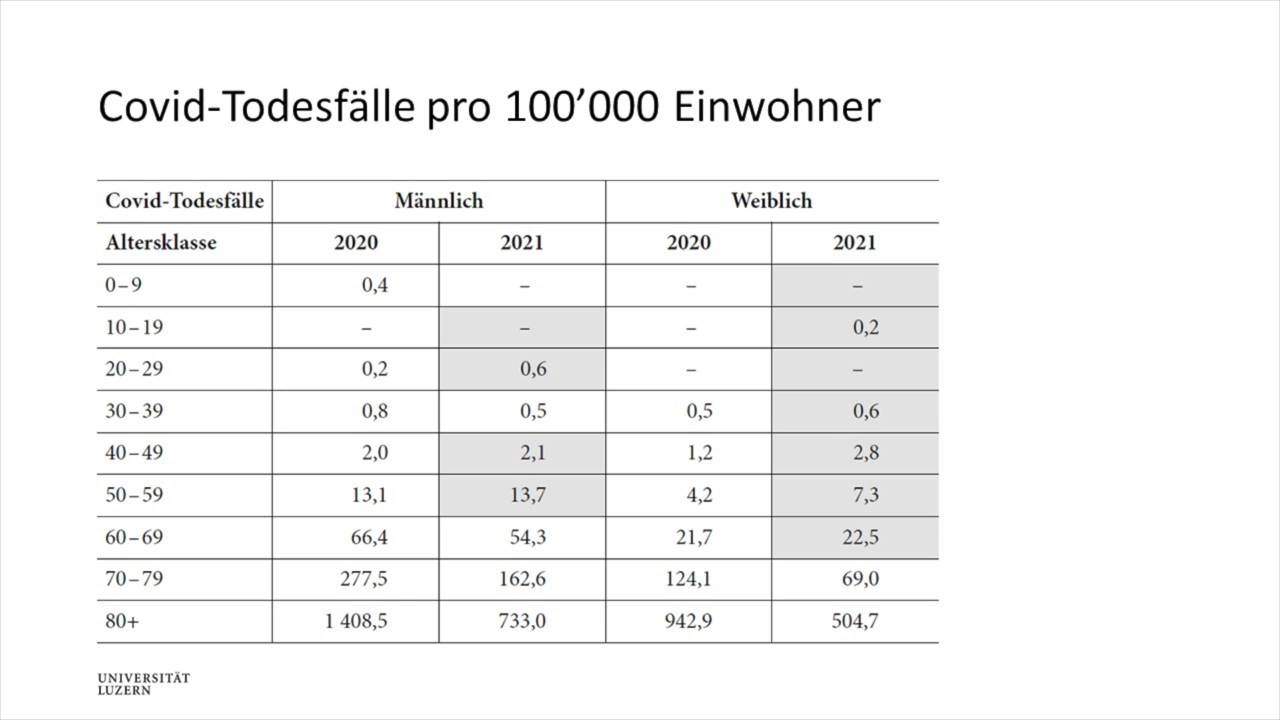 Covid-Todesfälle pro 100’000 Einwohner
Covid-Todesfälle Männlich Weiblich
Altersklasse 2020 2021 2020 2021
0–9 0,4 – – –
10–19 – – – 0,2
20–29 0,2 0,6 – –
30–39 0,8 0,5 0,5 0,6
40–49 2,0 2,1 1,2 2,8
50–59 13,1 13,7 4,2 7,3
60–69 66,4 54,3 21,7 22,5
70–79 277,5 162,6 124,1 69,0
80+ 1 408,5 733,0 942,9 504,7
UNIVERSITÄT
LUZERN